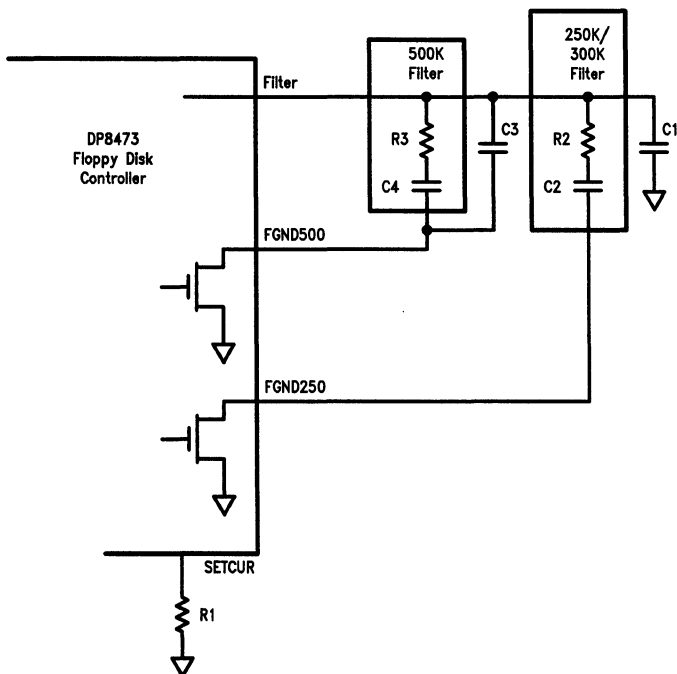 500K
Filter
250K/
300K
Filter
Filter
DP8473
Floppy Disk
Controller
R3
C3
R2
C1
C4
C2
FGND500
FGND250
SETCUR
R1